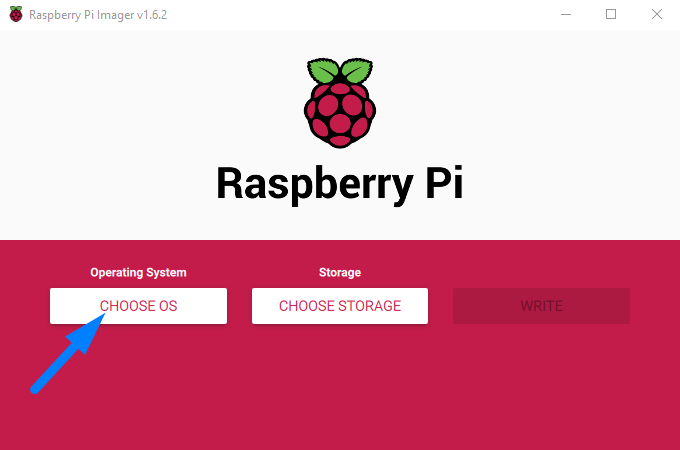 Raspberry Pi Imager v1.6.2
Raspberry Pi
Operating System
Storage
CHOOSE OS
CHOOSE STORAGE
WRITE